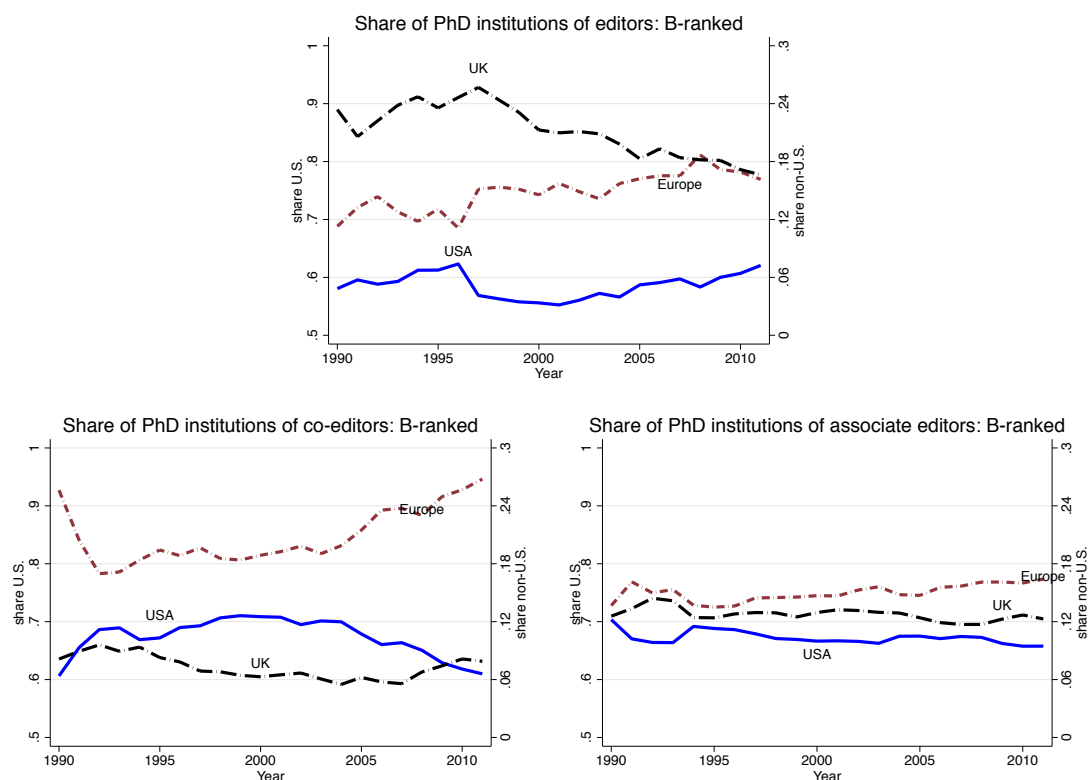 Share of PhD institutions of editors: B-ranked
share U.S.
.5 .6 .7 .8 .9 1
share non-U.S.
0 .06 .12 .18 .24 .3
UK
Europe
USA
1990 1995 2000 2005 2010
Year
Share of PhD institutions of co-editors: B-ranked
share U.S.
.5 .6 .7 .8 .9 1
share non-U.S.
0 .06 .12 .18 .24 .3
Europe
USA
UK
1990 1995 2000 2005 2010
Year
Share of PhD institutions of associate editors: B-ranked
share U.S.
.5 .6 .7 .8 .9 1
share non-U.S.
0 .06 .12 .18 .24 .3
Europe
UK
USA
1990 1995 2000 2005 2010
Year